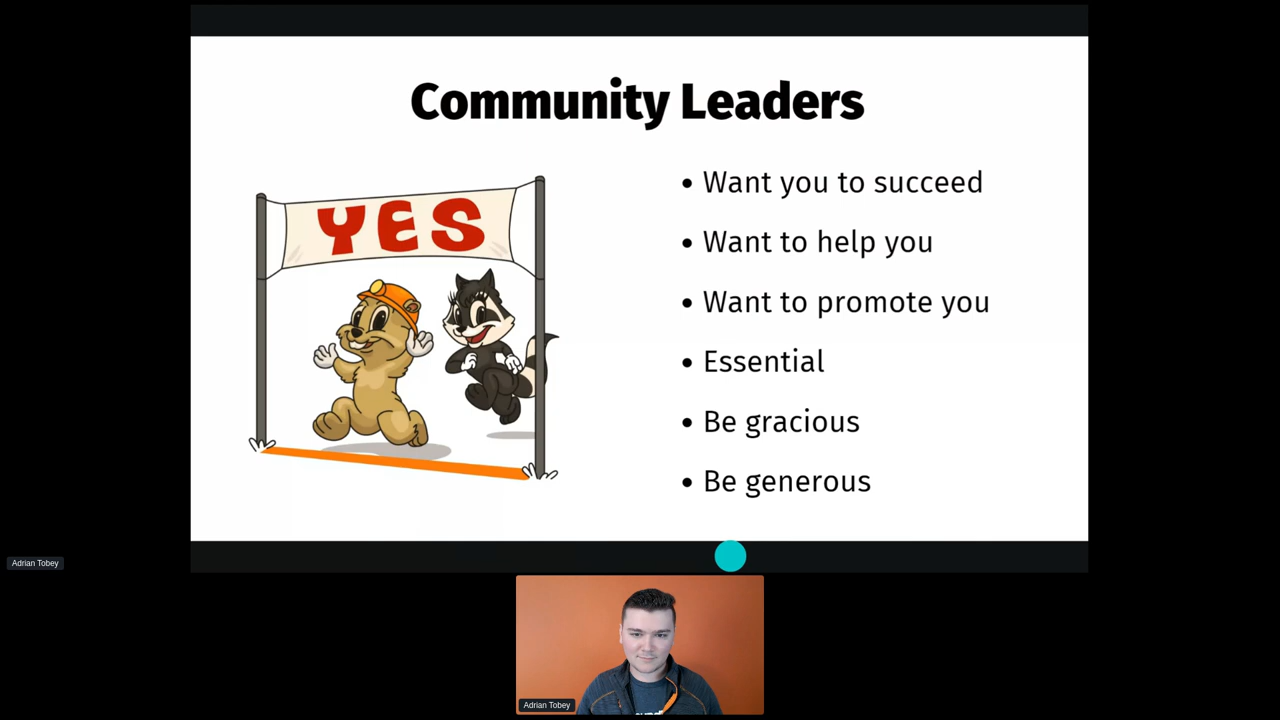 Community Leaders
YES
• Want you to succeed
• Want to help you
• Want to promote you
• Essential
• Be gracious
• Be generous
Adrian Tobey
Adrian Tobey